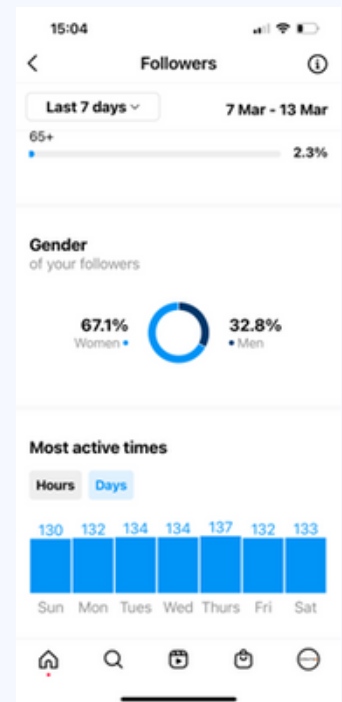 15:04
Followers
Last 7 days
7 Mar - 13 Mar
65+
2.3%
Gender
of your followers
67.1%
Women
32.8%
Men
Most active times
Hours Days
130 132 134 134 137 132 133
Sun Mon Tues Wed Thurs Fri Sat